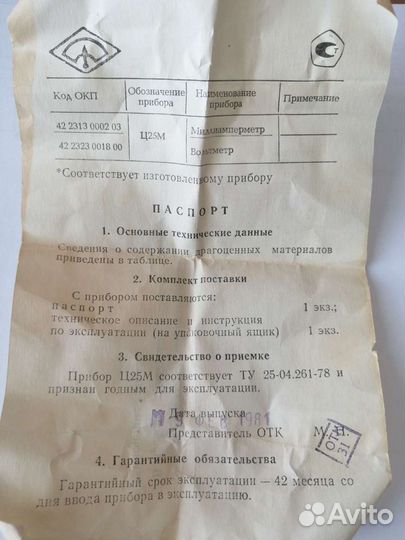 Код ОКП Обозначение прибора Наименование прибора Примечание
42 2313 0002 03 Ц25М Миллиамперметр
42 2323 0018 00 Вольтметр
*Соответствует изготовленному прибору
ПАСПОРТ
1. Основные технические данные
Сведения о содержании драгоценных материалов
приведены в таблице.
2. Комплект поставки
С прибором поставляются:
паспорт 1 экз.;
техническое описание и инструкция
по эксплуатации (на упаковочный ящик) 1 экз.
3. Свидетельство о приемке
Прибор Ц25М соответствует ТУ 25-04.261-78 и
признан годным для эксплуатации.
Дата выпуска
1981
Представитель ОТК М. П.
31
4. Гарантийные обязательства
Гарантийный срок эксплуатации — 42 месяца со
дня ввода прибора в эксплуатацию.
Avito